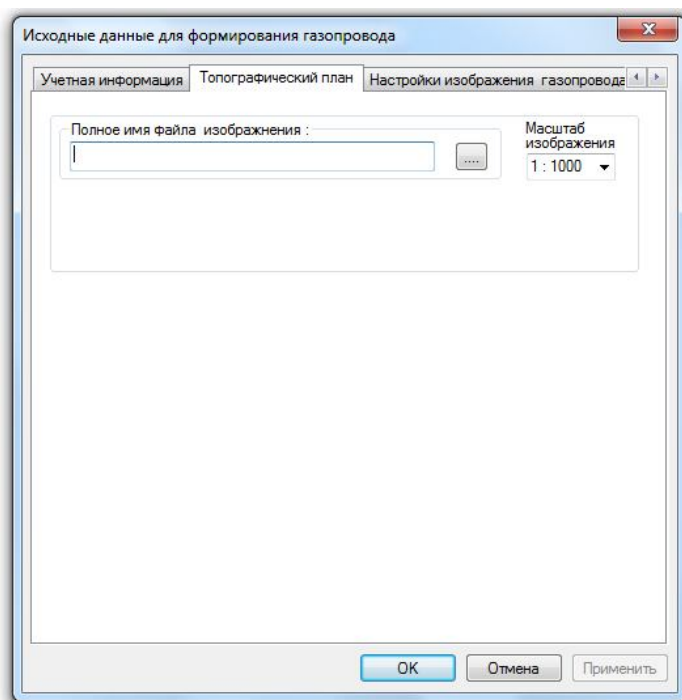 Исходные данные для формирования газопровода
x
Учетная информация Топографический план Настройки изображения газопровода
Полное имя файла изображнения :
....
Масштаб
изображения
1 : 1000
OK Отмена Применить